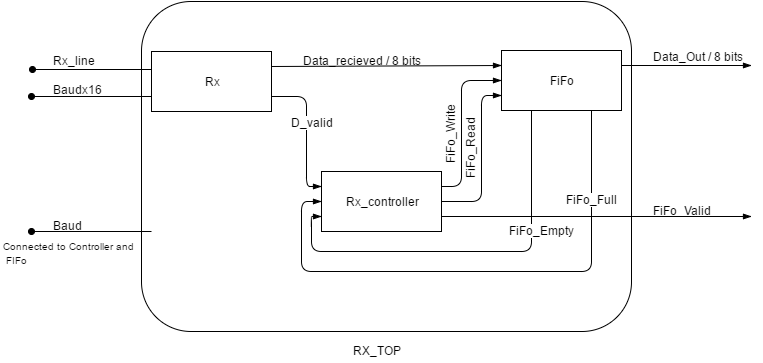 Rx_line
Rx
Data_recieved / 8 bits
FiFo
Data_Out / 8 bits
Baudx16
D_valid
FiFo_Write
FiFo_Read
Rx_controller
FiFo_Full
FiFo_Valid
Baud
FiFo_Empty
Connected to Controller and
FiFo
RX_TOP